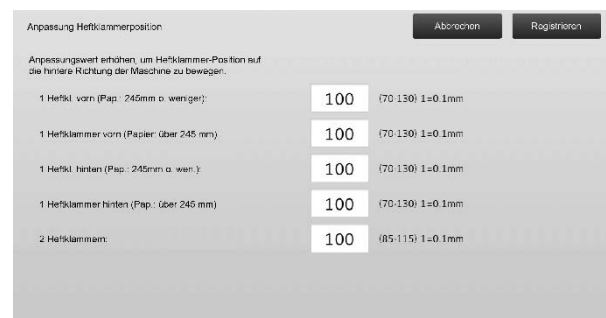 Anpassung Heftklammerposition
Abbrechen
Registrieren
Anpassungswert erhöhen, um Heftklammer-Position auf
die hintere Richtung der Maschine zu bewegen.
1 Heftkl. vorn (Pap.: 245mm o. weniger):
100
(70-130) 1=0.1mm
1 Heftklammer vorn (Papier: über 245 mm)
100
(70-130) 1=0.1mm
1 Heftkl. hinten (Pap.: 245mm o. wen.):
100
(70-130) 1=0.1mm
1 Heftklammer hinten (Pap.: über 245 mm)
100
(70-130) 1=0.1mm
2 Heftklammern:
100
(85-115) 1=0.1mm